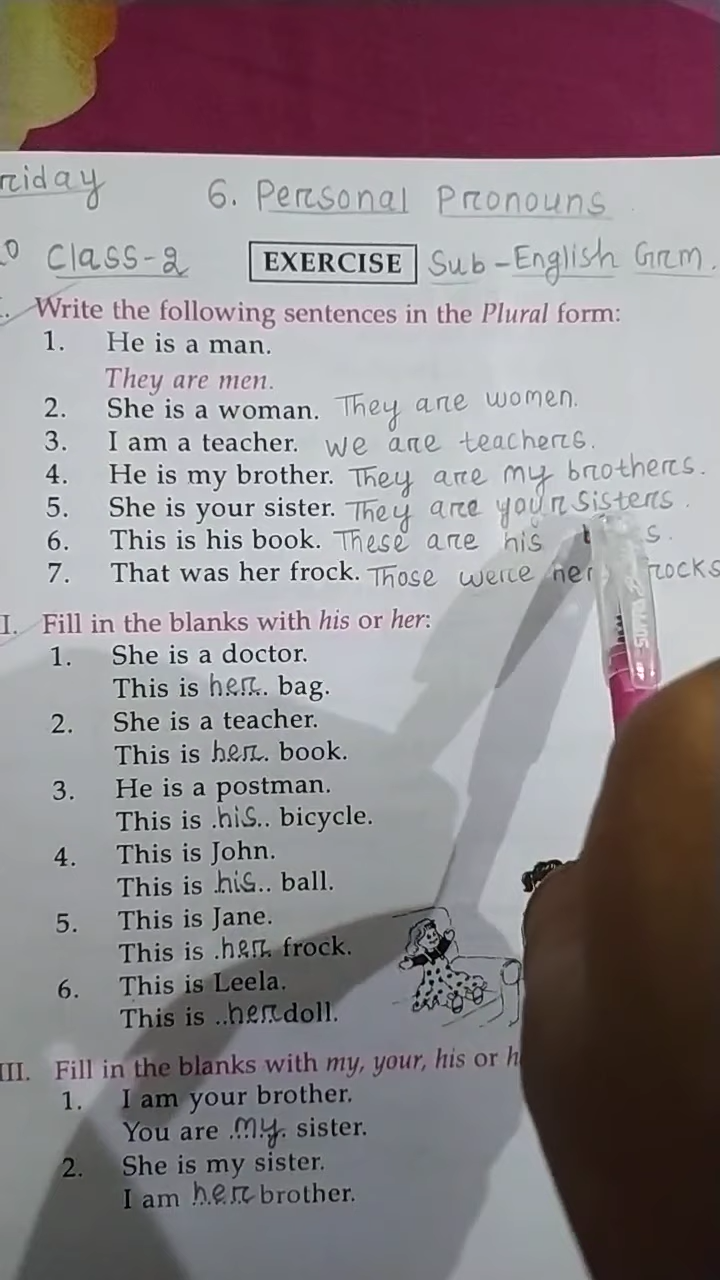 6. Personal Pronouns
Class-2 EXERCISE Sub-English Grm.
Write the following sentences in the Plural form:
1. He is a man.
They are men.
2. She is a woman. They are women.
3. I am a teacher. We are teachers.
4. He is my brother. They are my brothers.
5. She is your sister. They are your sisters.
6. This is his book. These are his
7. That was her frock. Those were her
Fill in the blanks with his or her:
1. She is a doctor.
This is her. bag.
2. She is a teacher.
This is her. book.
3. He is a postman.
This is .his.. bicycle.
4. This is John.
This is .his.. ball.
5. This is Jane.
This is .her. frock.
6. This is Leela.
This is ..her doll.
III. Fill in the blanks with my, your, his or
1. I am your brother.
You are .my. sister.
2. She is my sister.
I am her brother.